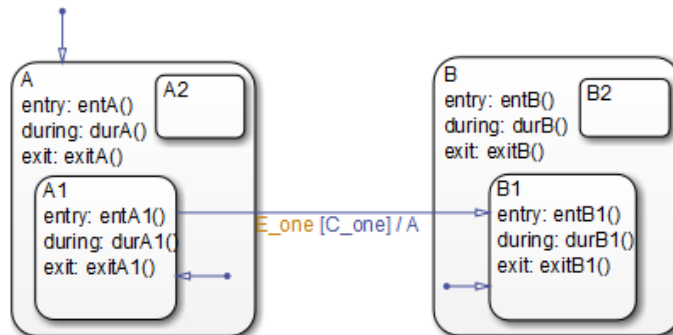 A
entry: entA()
during: durA()
exit: exitA()
A2
A1
entry: entA1()
during: durA1()
exit: exitA1()
E_one [C_one] / A
B
entry: entB()
during: durB()
exit: exitB()
B2
B1
entry: entB1()
during: durB1()
exit: exitB1()